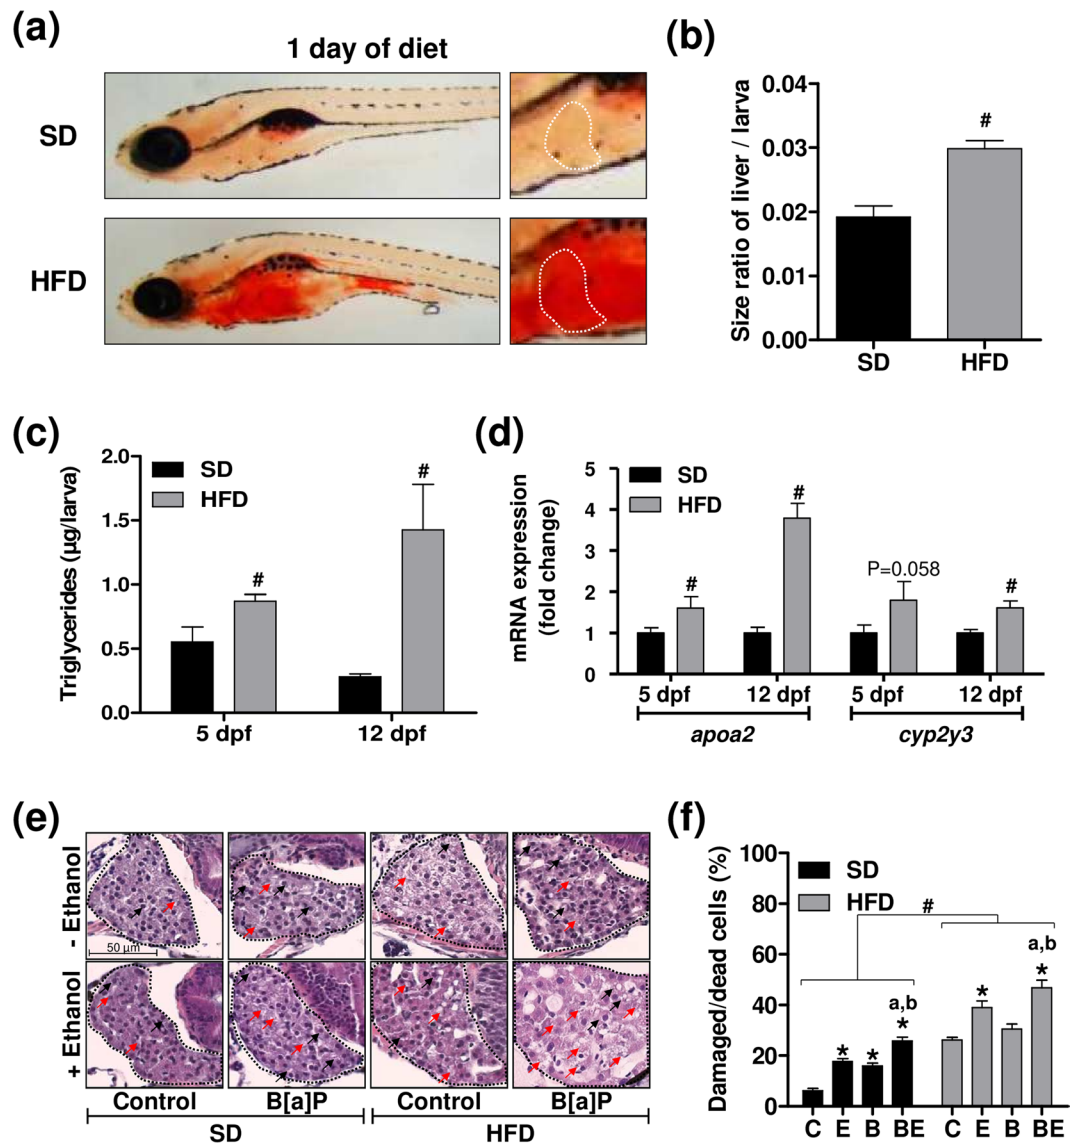 (a)
1 day of diet
SD
HFD
(b)
Size ratio of liver / larva
0.04
0.03
0.02
0.01
0.00
#
SD
HFD
(c)
Triglycerides (µg/larva)
2.0
1.5
1.0
0.5
0.0
SD
HFD
#
#
5 dpf
12 dpf
(d)
mRNA expression
(fold change)
5
4
3
2
1
0
SD
HFD
#
#
P=0.058
#
5 dpf
12 dpf
5 dpf
12 dpf
apoa2
cyp2y3
(e)
- Ethanol
+ Ethanol
50 µm
Control
B[a]P
Control
B[a]P
SD
HFD
(f)
Damaged/dead cells (%)
100
80
60
40
20
0
SD
HFD
#
*
*
a,b
*
*
a,b
*
C E B BE C E B BE